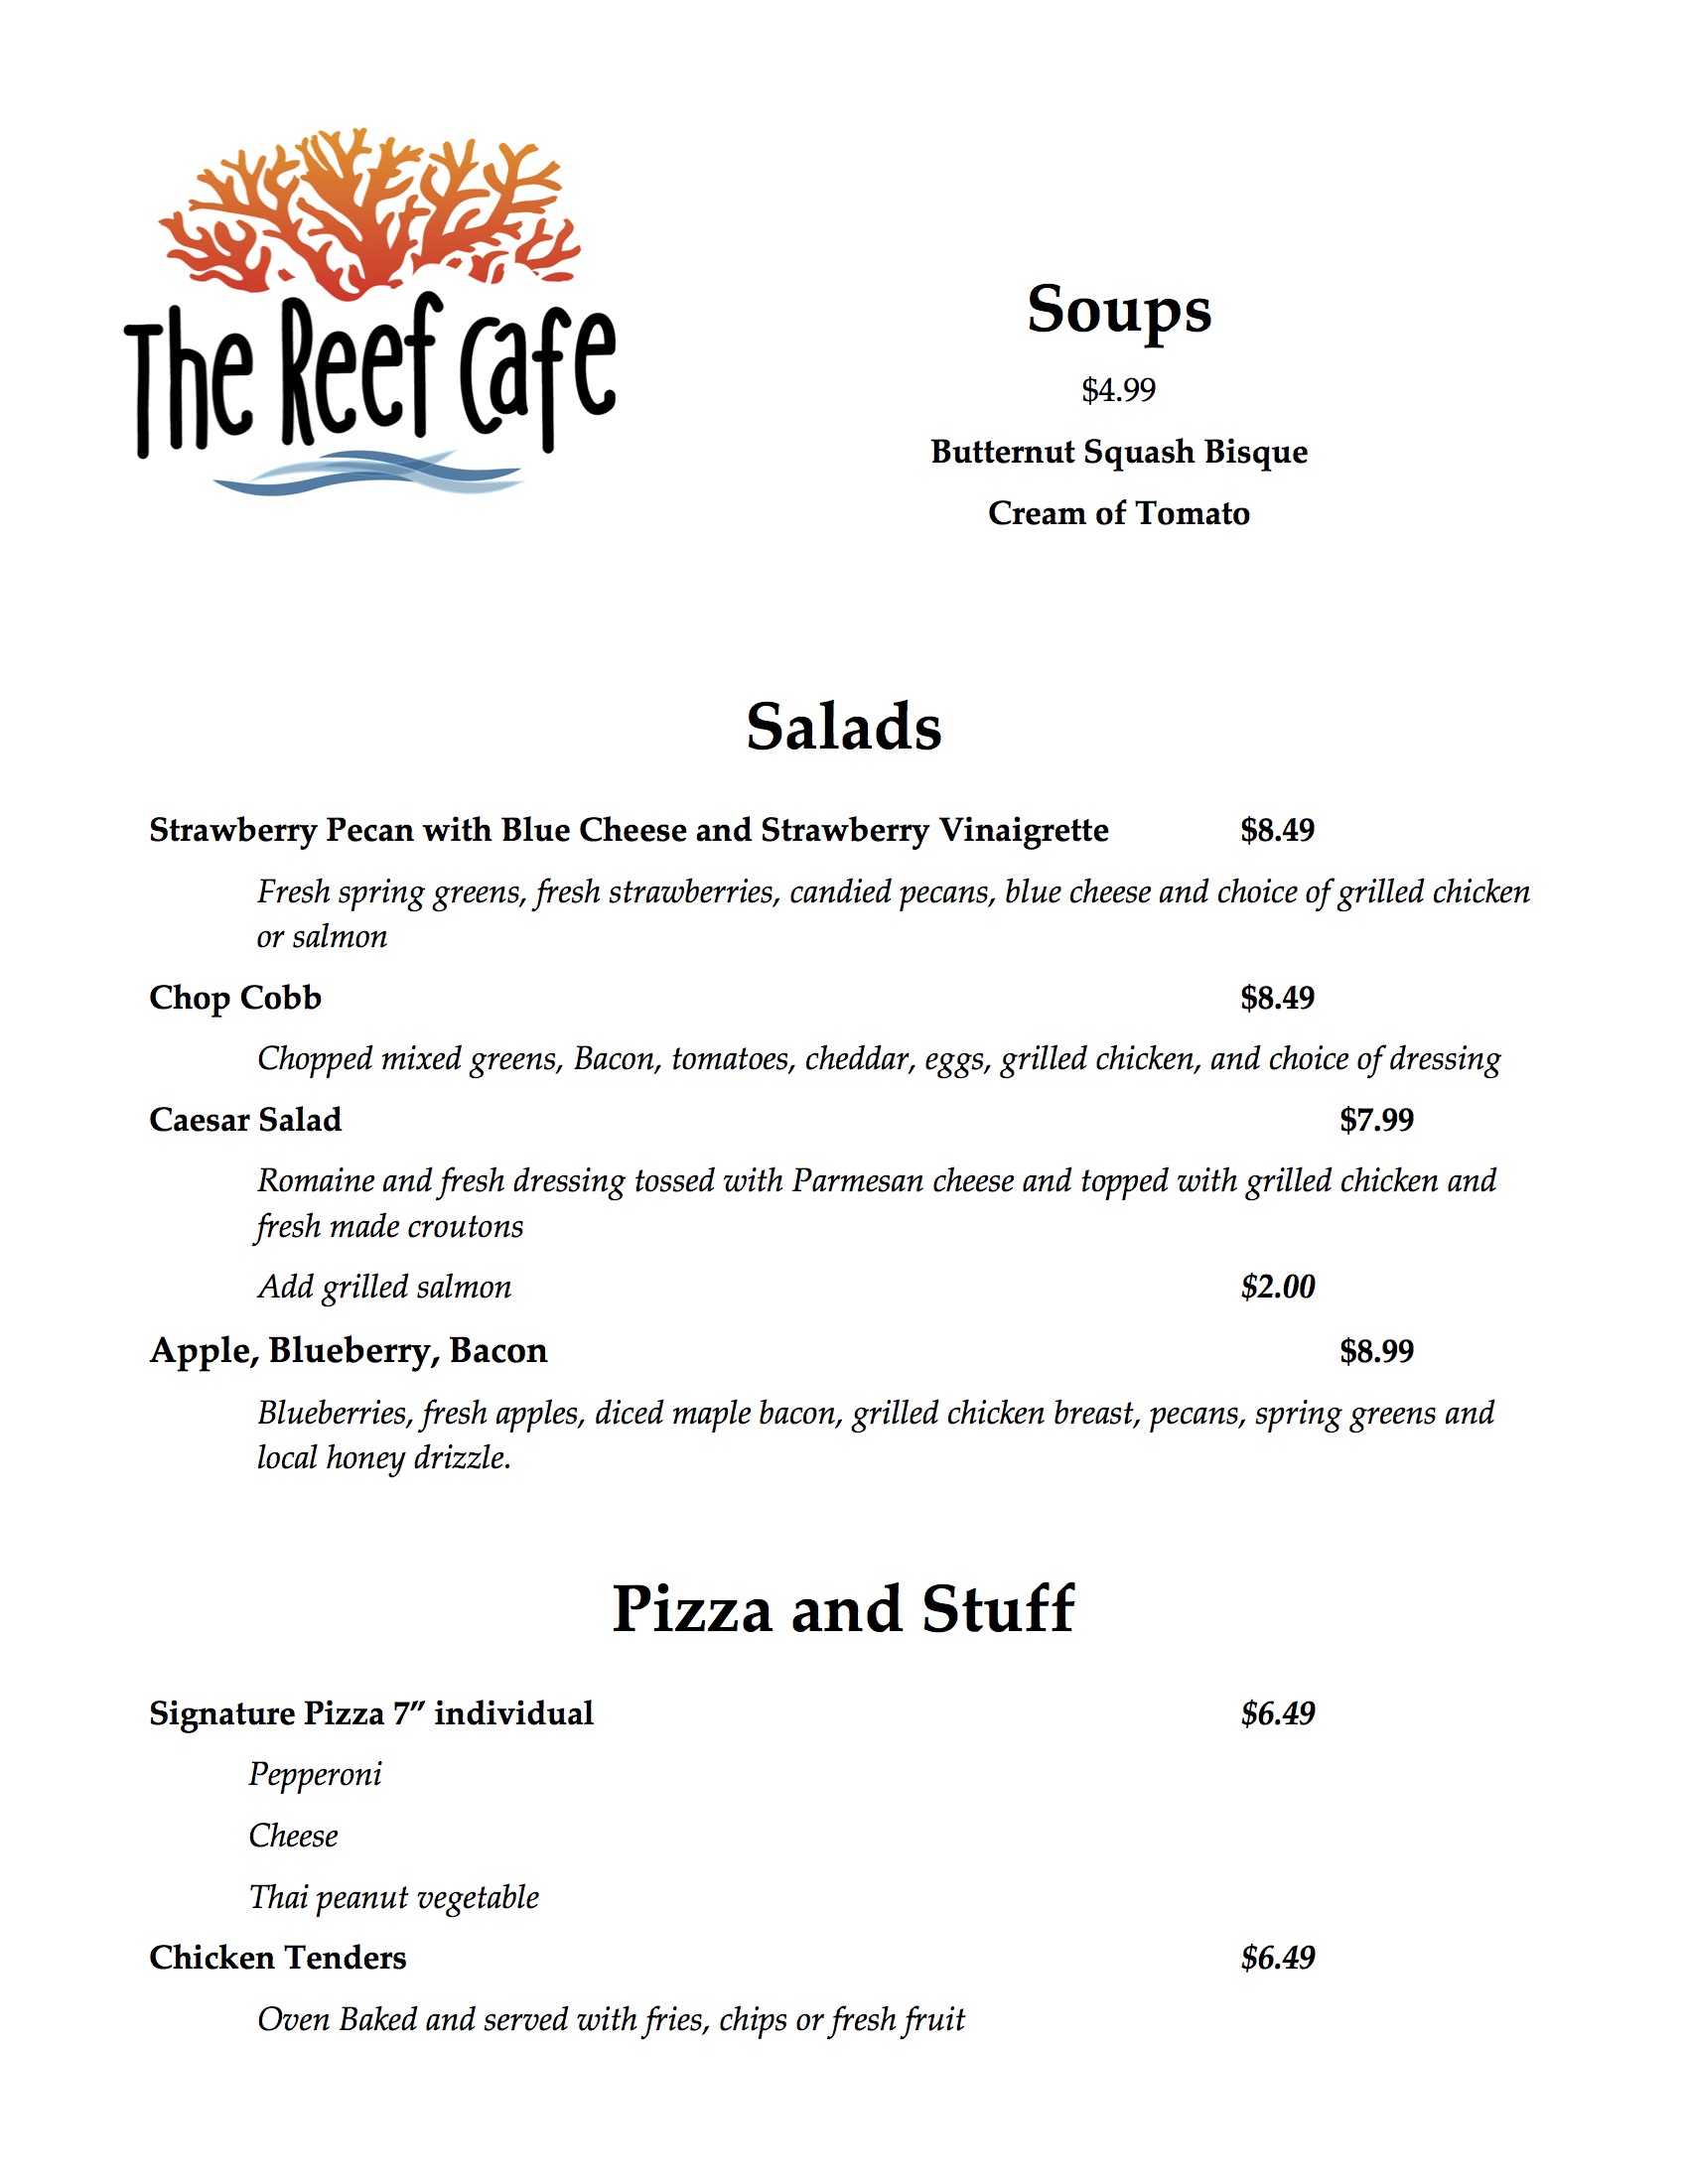 The Reef Cafe
Soups
$4.99
Butternut Squash Bisque
Cream of Tomato
Salads
Strawberry Pecan with Blue Cheese and Strawberry Vinaigrette $8.49
Fresh spring greens, fresh strawberries, candied pecans, blue cheese and choice of grilled chicken
or salmon
Chop Cobb $8.49
Chopped mixed greens, Bacon, tomatoes, cheddar, eggs, grilled chicken, and choice of dressing
Caesar Salad $7.99
Romaine and fresh dressing tossed with Parmesan cheese and topped with grilled chicken and
fresh made croutons
Add grilled salmon $2.00
Apple, Blueberry, Bacon $8.99
Blueberries, fresh apples, diced maple bacon, grilled chicken breast, pecans, spring greens and
local honey drizzle.
Pizza and Stuff
Signature Pizza 7” individual $6.49
Pepperoni
Cheese
Thai peanut vegetable
Chicken Tenders $6.49
Oven Baked and served with fries, chips or fresh fruit